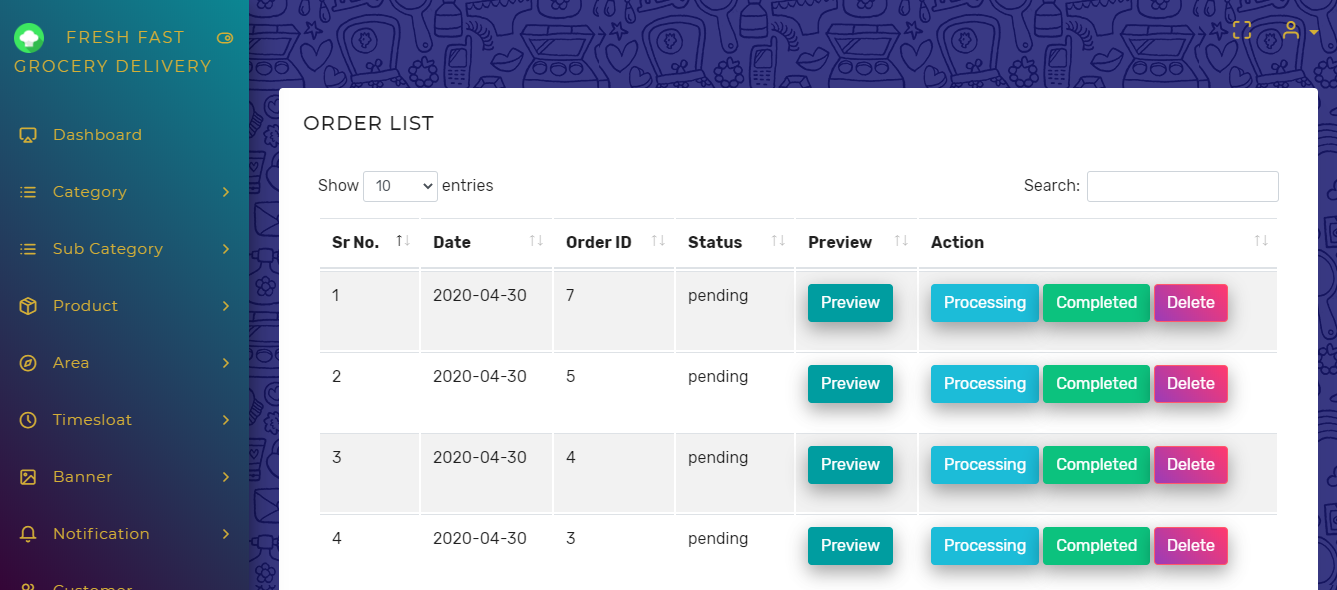 FRESH FAST
GROCERY DELIVERY
Dashboard
Category
Sub Category
Product
Area
Timesloat
Banner
Notification
Customer
ORDER LIST
Show 10 entries
Search:
Sr No. Date Order ID Status Preview Action
1 2020-04-30 7 pending Preview Processing Completed Delete
2 2020-04-30 5 pending Preview Processing Completed Delete
3 2020-04-30 4 pending Preview Processing Completed Delete
4 2020-04-30 3 pending Preview Processing Completed Delete